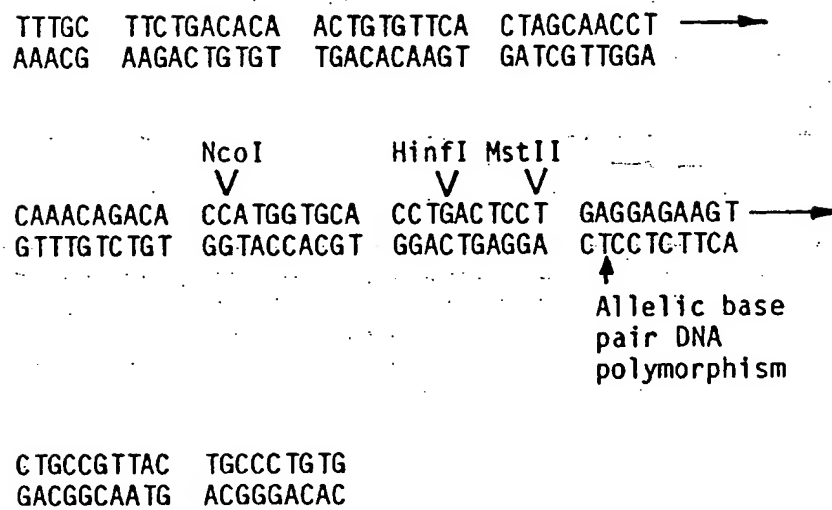 TTTGC TTCTGACACA ACTGTGTTCA CTAGCAACCT
AAACG AAGACTGTGT TGACACAAGT GATCGTTGGA
NcoI HinfI MstII
CAAACAGACA CCATGGTGCA CCTGACTCCT GAGGAGAAGT
GTTTGTCTGT GGTACCACGT GGACTGAGGA CTCCTCTTCA
Allelic base
pair DNA
polymorphism
CTGCCGTTAC TGCCCTGTG
GACGGCAATG ACGGGACAC